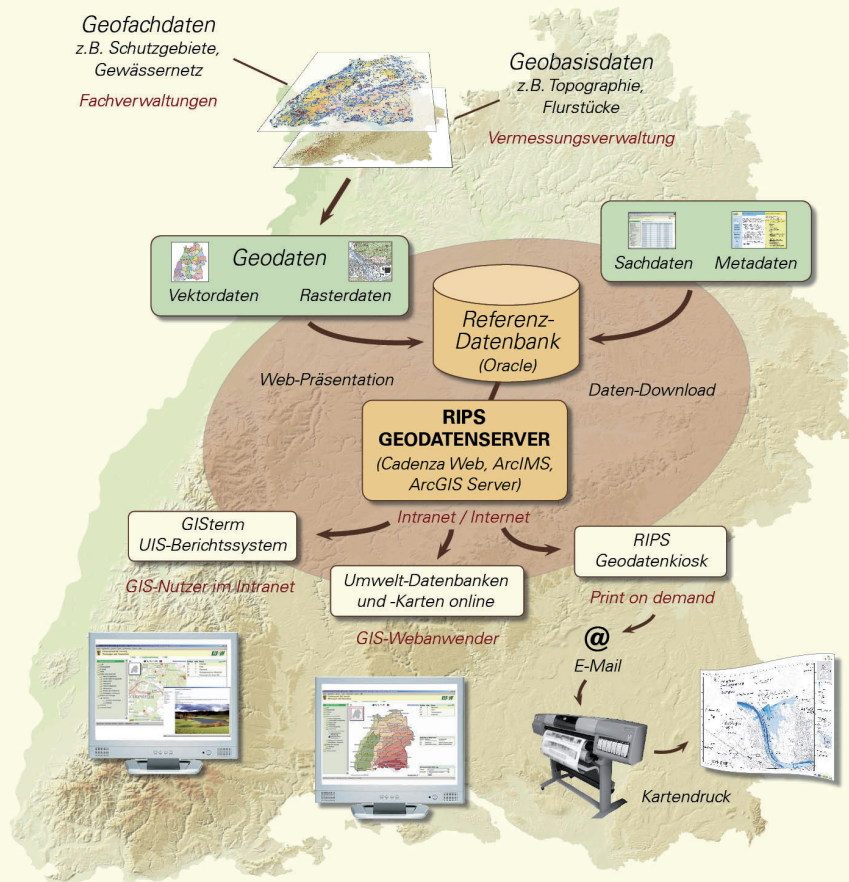 Geofachdaten
z.B. Schutzgebiete,
Gewässernetz
Fachverwaltungen
Geobasisdaten
z.B. Topographie,
Flurstücke
Vermessungsverwaltung
Geodaten
Vektordaten
Rasterdaten
Sachdaten
Metadaten
Referenz-
Datenbank
(Oracle)
Web-Präsentation
Daten-Download
RIPS
GEODATENSERVER
(Cadenza Web, ArcIMS,
ArcGIS Server)
Intranet / Internet
GISterm
UIS-Berichtssystem
GIS-Nutzer im Intranet
Umwelt-Datenbanken
und -Karten online
GIS-Webanwender
RIPS
Geodatenkiosk
Print on demand
@
E-Mail
Kartendruck